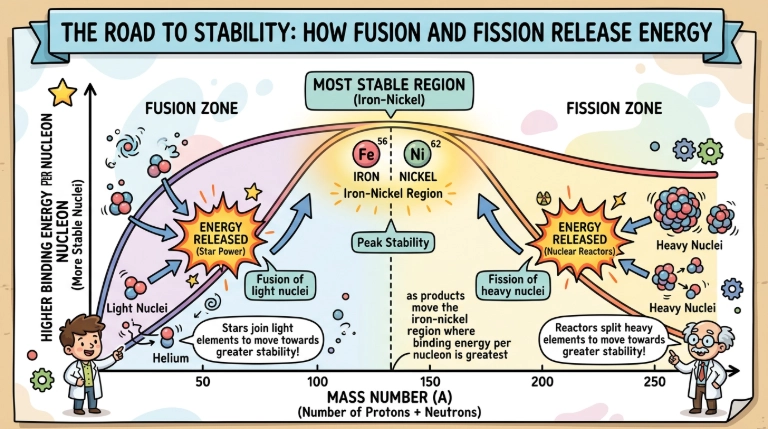 THE ROAD TO STABILITY: HOW FUSION AND FISSION RELEASE ENERGY
HIGHER BINDING ENERGY PER NUCLEON
NUCLEON
(More Stable Nuclei)
FUSION ZONE
MOST STABLE REGION
(Iron-Nickel)
FISSION ZONE
Fe 56
IRON
Ni 62
NICKEL
Iron-Nickel Region
Peak Stability
ENERGY
RELEASED
(Star Power)
Fusion of
light nuclei
Light Nuclei
Helium
Stars join light
elements to move towards
greater stability!
ENERGY
RELEASED
(Nuclear Reactors)
Fission of
heavy nuclei
Heavy Nuclei
Heavy Nuclei
as products
move the
iron-nickel
region where
binding energy per
nucleon is greatest
Reactors split heavy
elements to move towards
greater stability!
50
100
150
200
250
MASS NUMBER (A)
(Number of Protons + Neutrons)